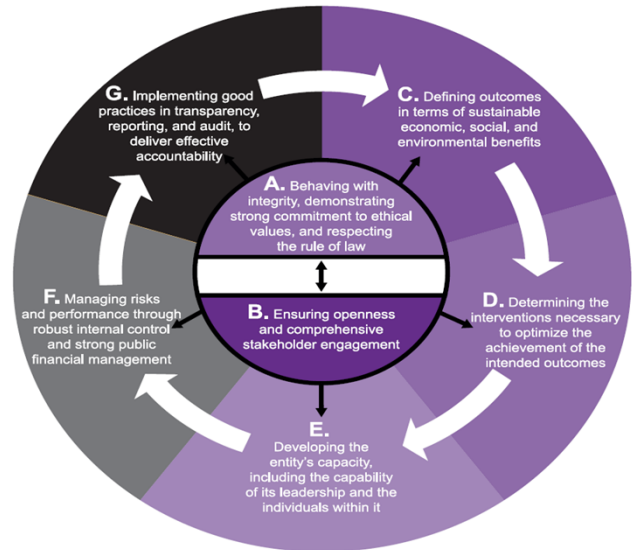 A. Behaving with
integrity, demonstrating
strong commitment to ethical
values, and respecting
the rule of law
B. Ensuring openness
and comprehensive
stakeholder engagement
C. Defining outcomes
in terms of sustainable
economic, social, and
environmental benefits
D. Determining the
interventions necessary
to optimize the
achievement of the
intended outcomes
E.
Developing the
entity's capacity,
including the capability
of its leadership and the
individuals within it
F. Managing risks
and performance through
robust internal control
and strong public
financial management
G. Implementing good
practices in transparency,
reporting, and audit, to
deliver effective
accountability